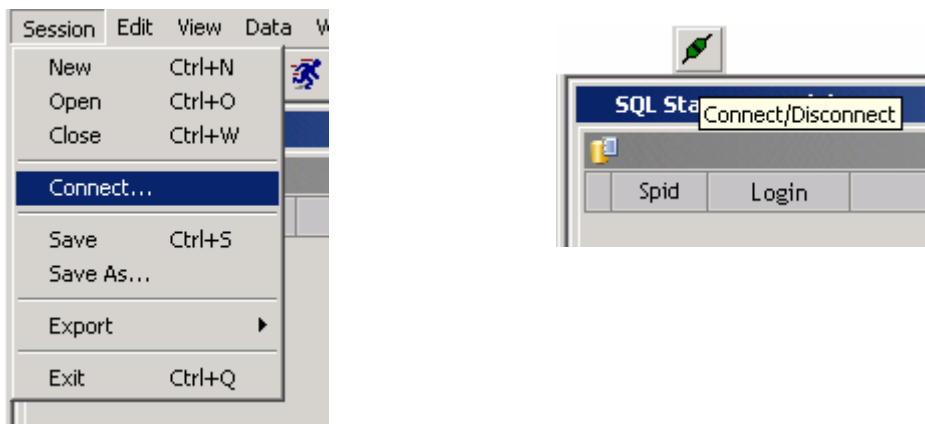 Session Edit View Data
New Ctrl+N
Open Ctrl+O
Close Ctrl+W
Connect...
Save Ctrl+S
Save As...
Export
Exit Ctrl+Q
SQL Sta
Connect/Disconnect
Spid Login